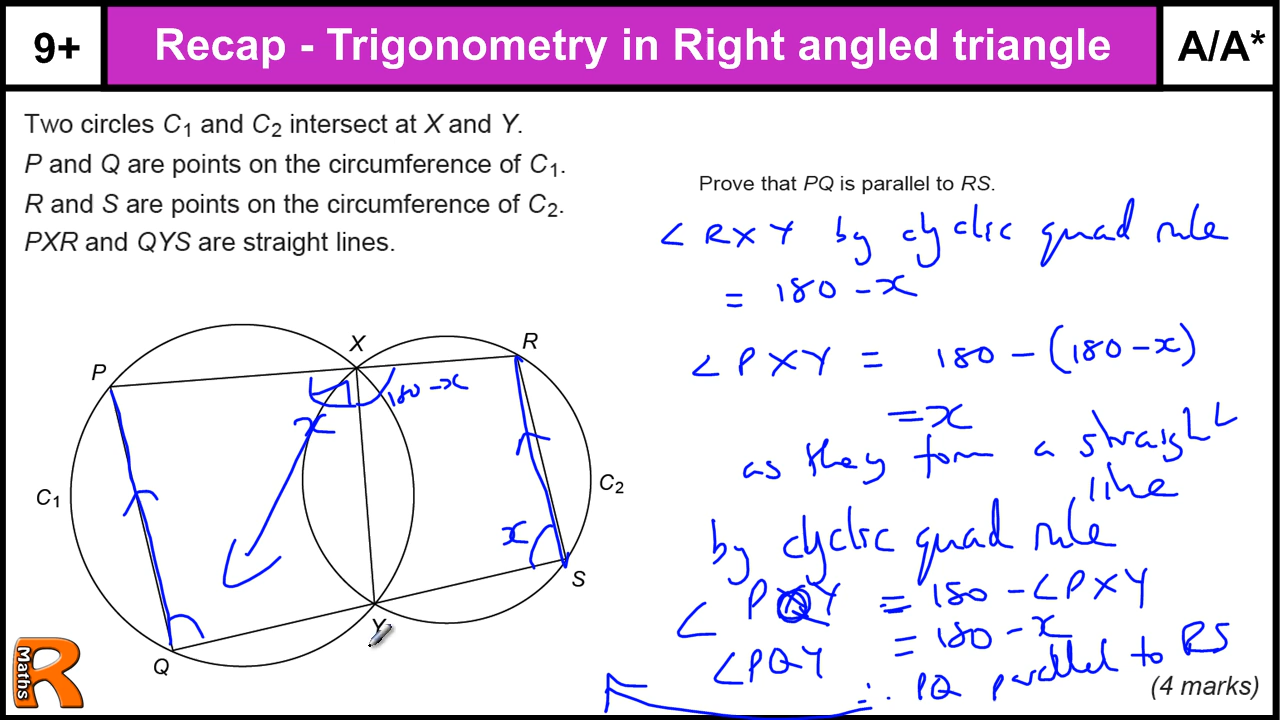 9+
Recap - Trigonometry in Right angled triangle
A/A*
Two circles C₁ and C₂ intersect at X and Y.
P and Q are points on the circumference of C₁.
R and S are points on the circumference of C₂.
PXR and QYS are straight lines.
Prove that PQ is parallel to RS.
∠RXY by cyclic quad rule
= 180 - x
∠PXY = 180 - (180 - x)
= x
as they form a straight
line
by cyclic quad rule
∠PQY = 180 - ∠PXY
= 180 - x
∠PQY
∴ PQ parallel to RS
(4 marks)
X
R
P
180 - x
x
C₁
C₂
x
S
Y
Q
R
Maths